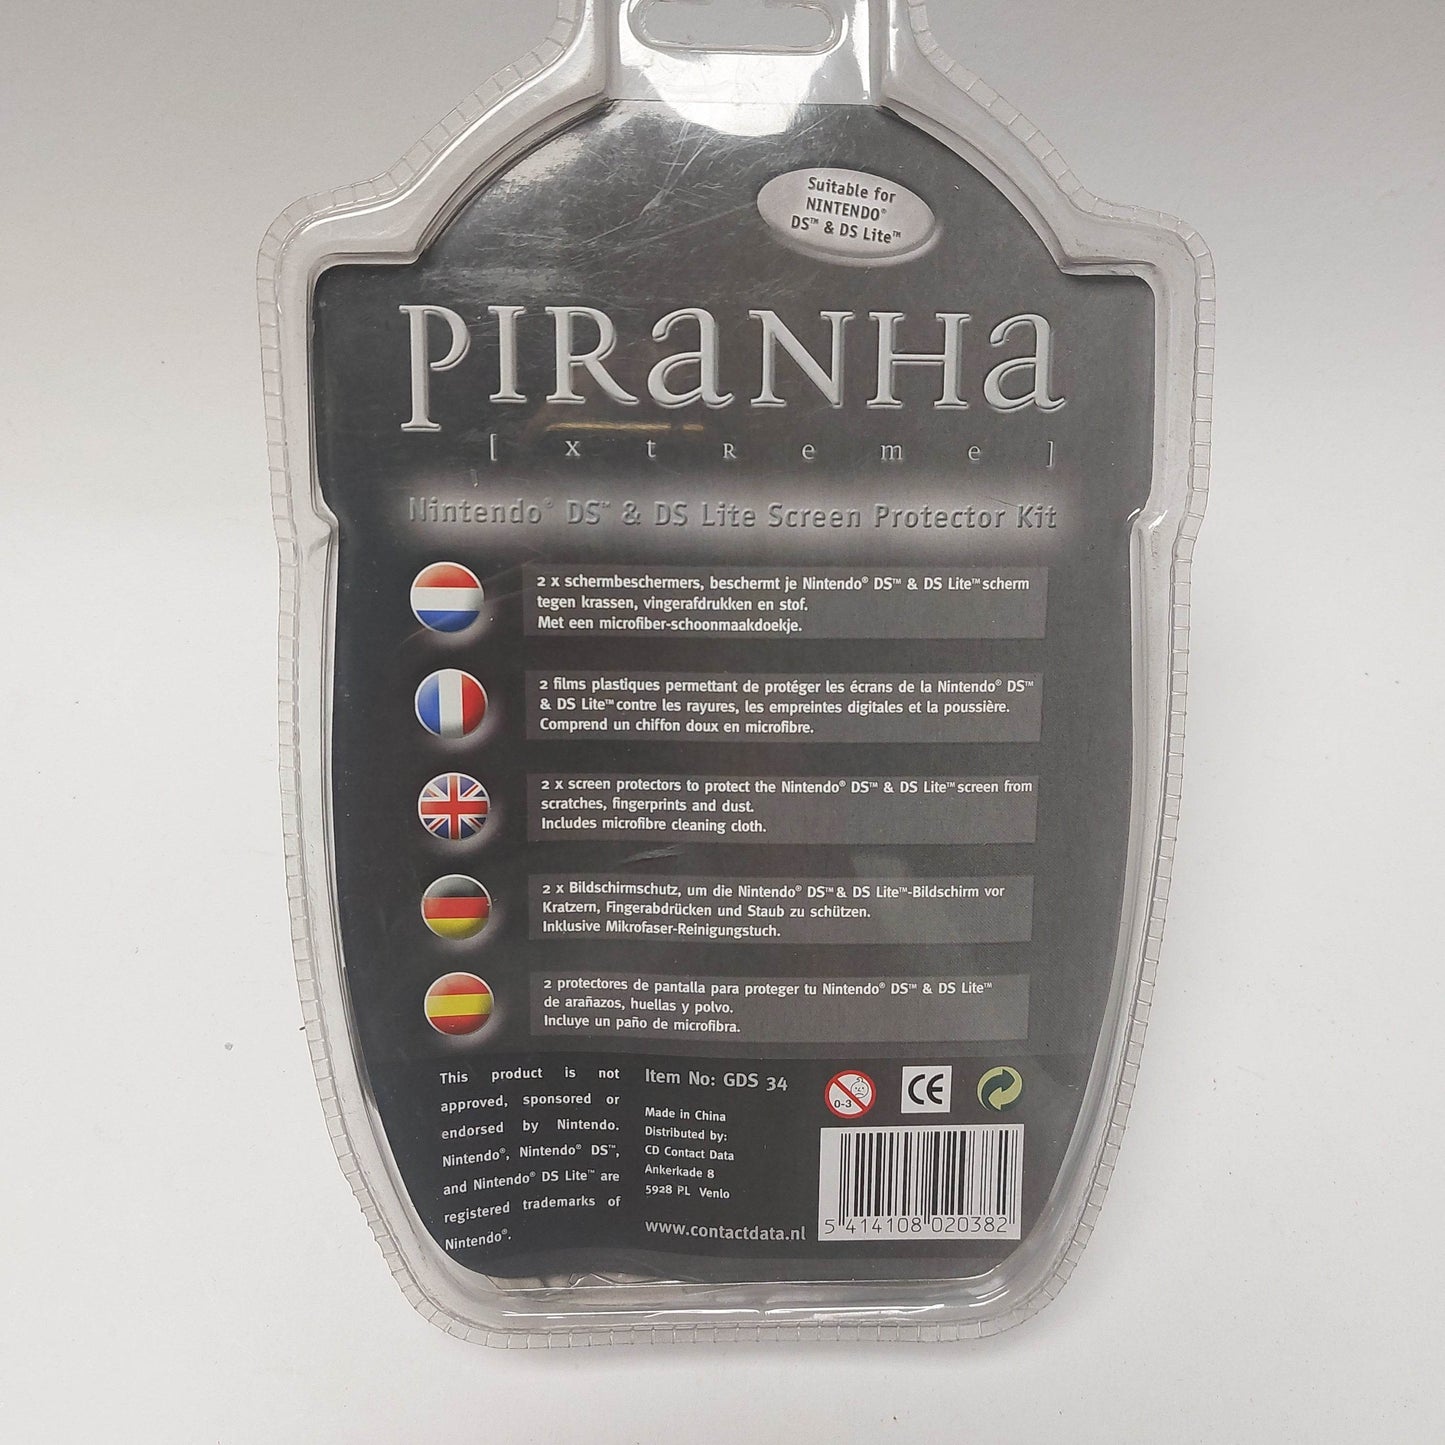 Suitable for
NINTENDO®
DS™ & DS Lite™
PIRaNHa
[ x t R e m e ]
Nintendo® DS™ & DS Lite Screen Protector Kit
2 x schermbeschermers, beschermt je Nintendo® DS™ & DS Lite™ scherm
tegen krassen, vingerafdrukken en stof.
Met een microfiber-schoonmaakdoekje.
2 films plastiques permettant de protéger les écrans de la Nintendo® DS™
& DS Lite™ contre les rayures, les empreintes digitales et la poussière.
Comprend un chiffon doux en microfibre.
2 x screen protectors to protect the Nintendo® DS™ & DS Lite™ screen from
scratches, fingerprints and dust.
Includes microfibre cleaning cloth.
2 x Bildschirmschutz, um die Nintendo® DS™ & DS Lite™-Bildschirm vor
Kratzern, Fingerabdrücken und Staub zu schützen.
Inklusive Mikrofaser-Reinigungstuch.
2 protectores de pantalla para proteger tu Nintendo® DS™ & DS Lite™
de arañazos, huellas y polvo.
Incluye un paño de microfibra.
This product is not
approved, sponsored or
endorsed by Nintendo.
Nintendo®, Nintendo® DS™,
and Nintendo® DS Lite™ are
registered trademarks of
Nintendo®.
Item No: GDS 34
Made in China
Distributed by:
CD Contact Data
Ankerkade 8
5928 PL Venlo
www.contactdata.nl
0-3
CE
5 414108 020382